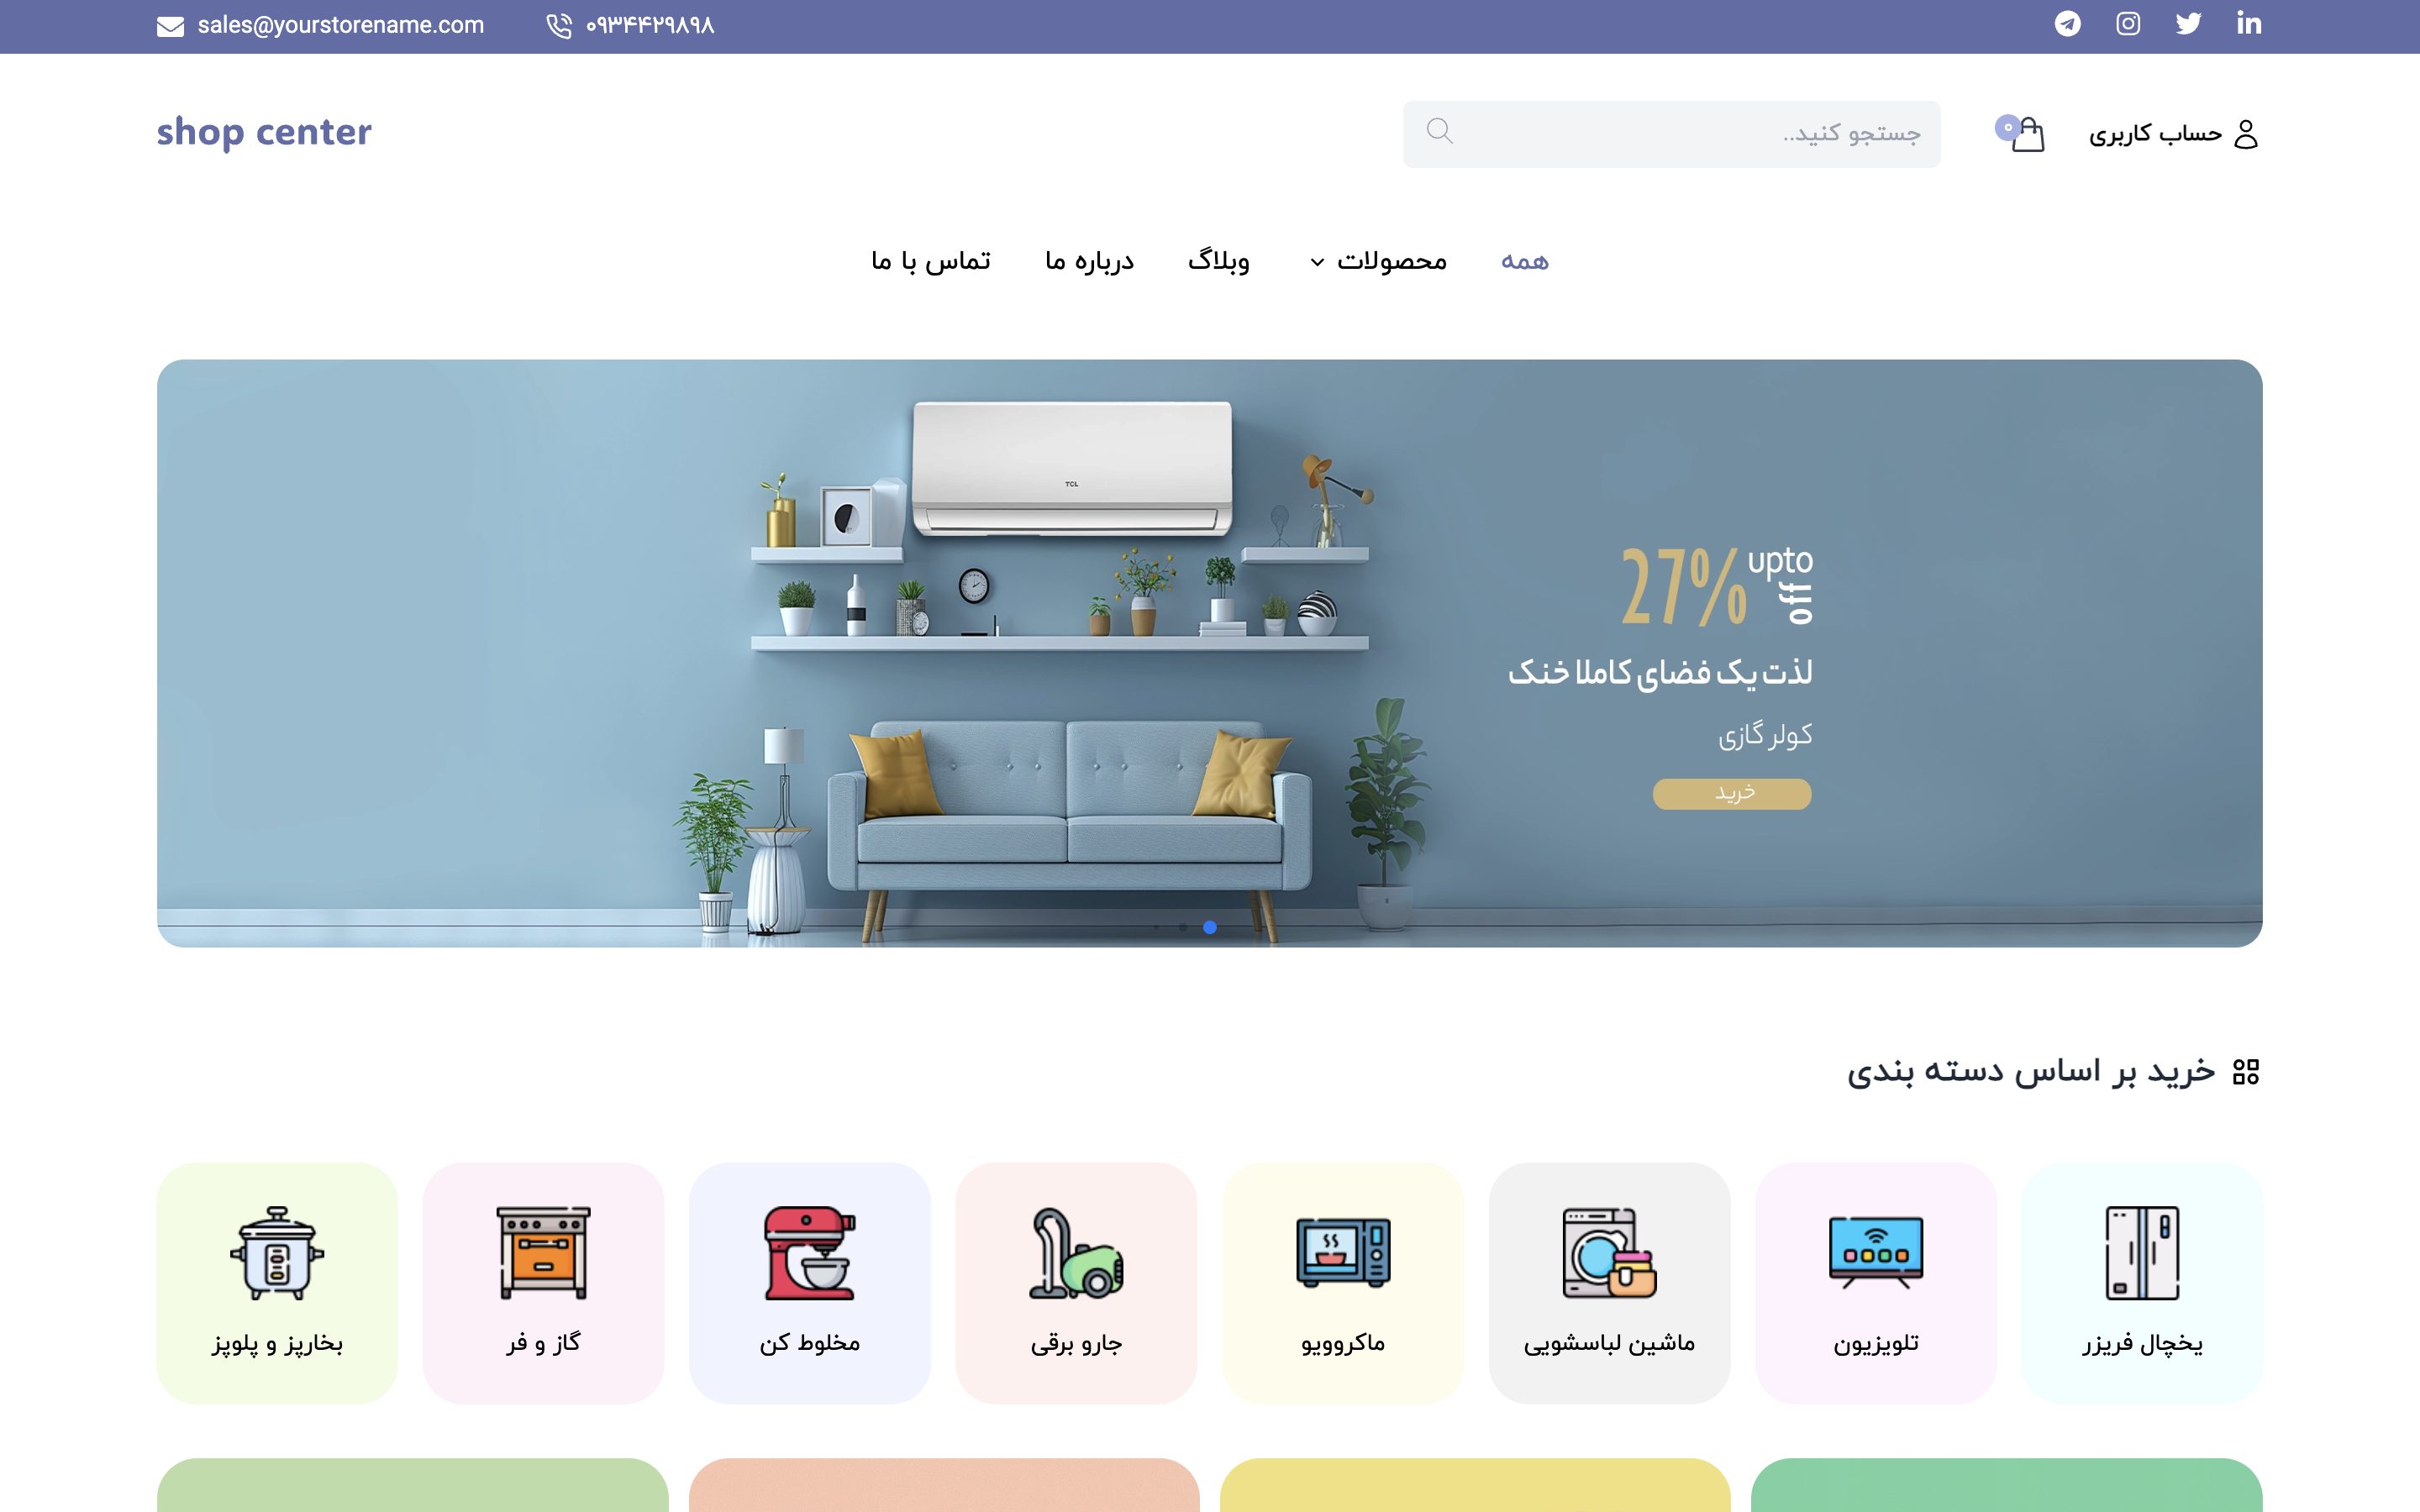 sales@yourstorename.com
۰۹۳۴۴۲۹۸۹۸
shop center
جستجو کنید..
۰
حساب کاربری
همه
محصولات
وبلاگ
درباره ما
تماس با ما
TCL
27% upto
off
لذت یک فضای کاملا خنک
کولر گازی
خرید
خرید بر اساس دسته بندی
یخچال فریزر
تلویزیون
ماشین لباسشویی
ماکروویو
جارو برقی
مخلوط کن
گاز و فر
بخارپز و پلوپز